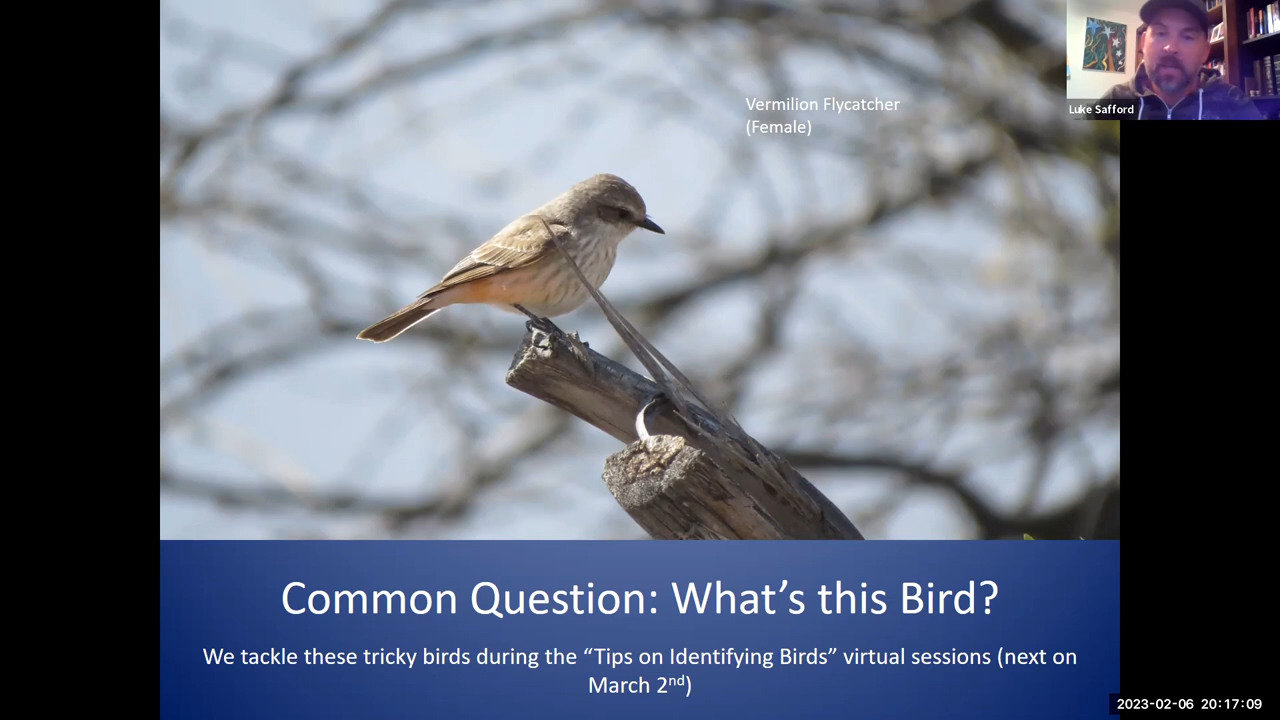 Vermilion Flycatcher
(Female)
Luke Safford
Common Question: What’s this Bird?
We tackle these tricky birds during the “Tips on Identifying Birds” virtual sessions (next on
March 2nd)
2023-02-06 20:17:09